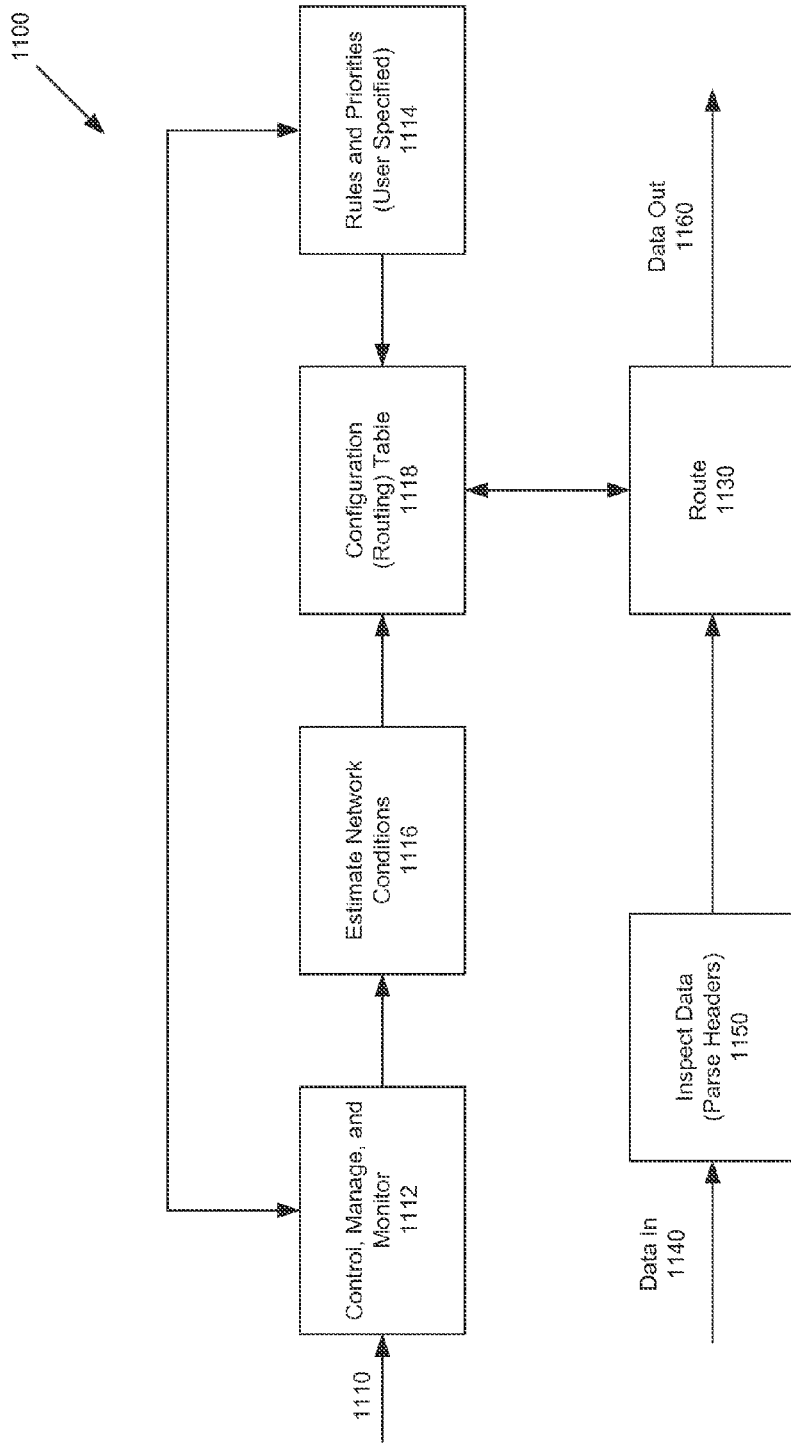 1100
1110
Control, Manage, and
Monitor
1112
Estimate Network
Conditions
1116
Configuration
(Routing) Table
1118
Rules and Priorities
(User Specified)
1114
Data In
1140
Inspect Data
(Parse Headers)
1150
Route
1130
Data Out
1160